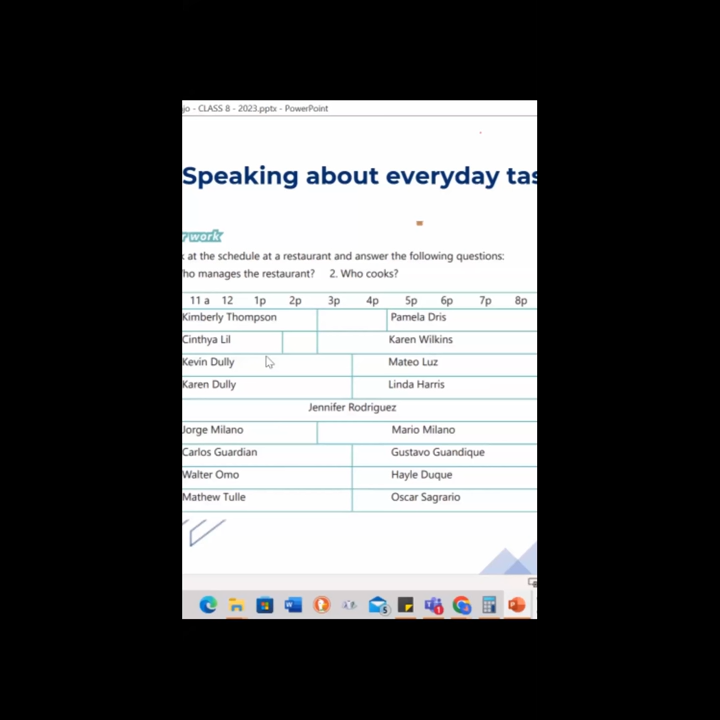 jo - CLASS 8 - 2023.pptx - PowerPoint
Speaking about everyday tas
r work
k at the schedule at a restaurant and answer the following questions:
ho manages the restaurant? 2. Who cooks?
11 a 12 1p 2p 3p 4p 5p 6p 7p 8p
Kimberly Thompson Pamela Dris
Cinthya Lil Karen Wilkins
Kevin Dully Mateo Luz
Karen Dully Linda Harris
Jennifer Rodriguez
Jorge Milano Mario Milano
Carlos Guardian Gustavo Guandique
Walter Omo Hayle Duque
Mathew Tulle Oscar Sagrario